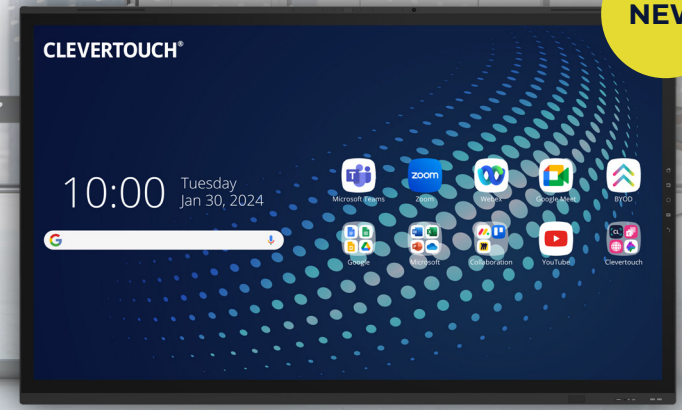 NEW
CLEVERTOUCH®
10:00
Tuesday
Jan 30, 2024
Microsoft Teams
zoom
Zoom
Webex
Google Meet
BYOD
Google
Microsoft
Collaboration
YouTube
Clevertouch